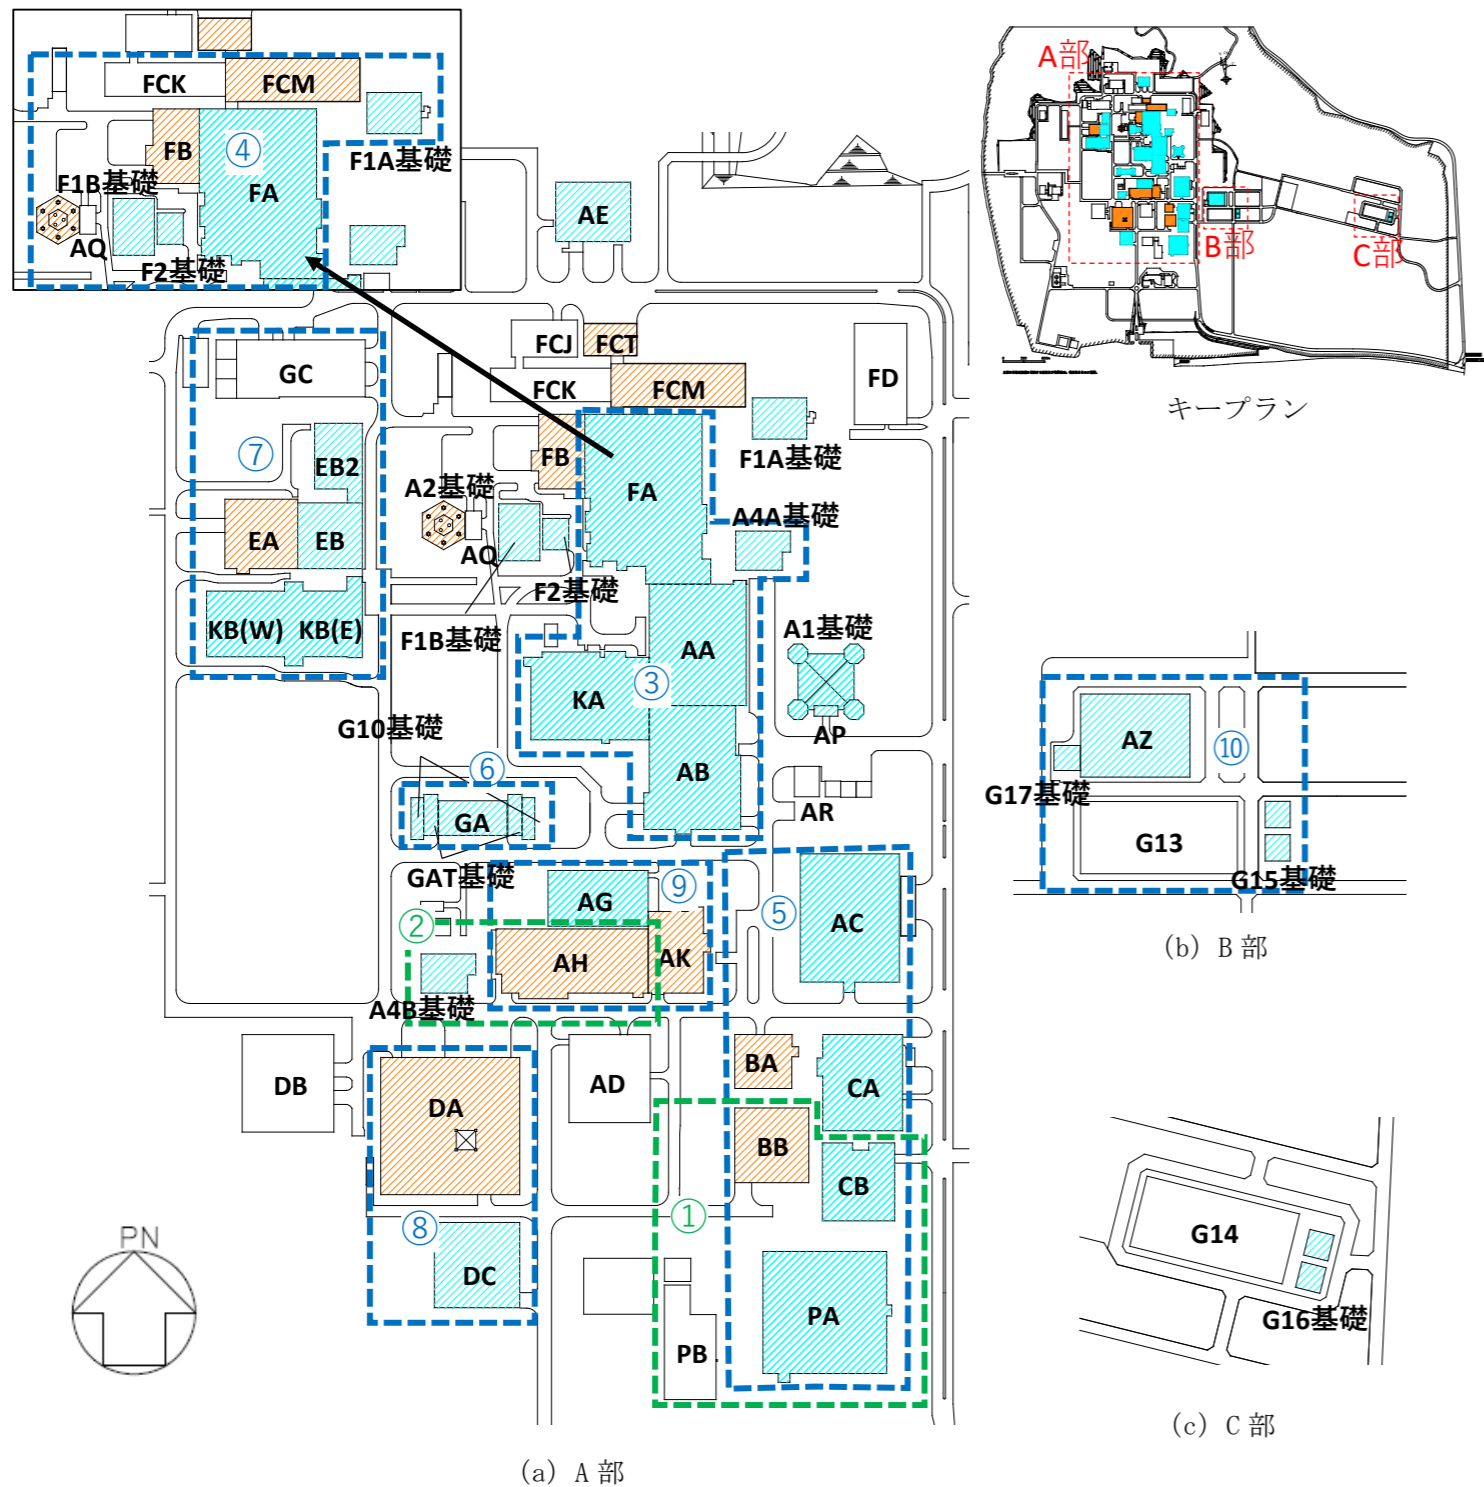 FCK
FCM
FB
④
FA
F1A基礎
F1B基礎
AQ
F2基礎
AE
A部
B部
C部
キープラン
GC
FCJ
FCT
FCK
FCM
FD
⑦
EB2
A2基礎
FB
FA
F1A基礎
A4A基礎
EA
EB
AQ
F2基礎
KB(W)
KB(E)
F1B基礎
AA
A1基礎
③
KA
G10基礎
AP
⑥
AB
GA
AR
GAT基礎
AG
⑨
⑤
AC
②
AH
AK
A4B基礎
DB
DA
AD
BA
CA
BB
CB
①
⑧
DC
PA
PB
PN
(a) A 部
AZ
⑩
G17基礎
G13
G15基礎
(b) B 部
G14
G16基礎
(c) C 部